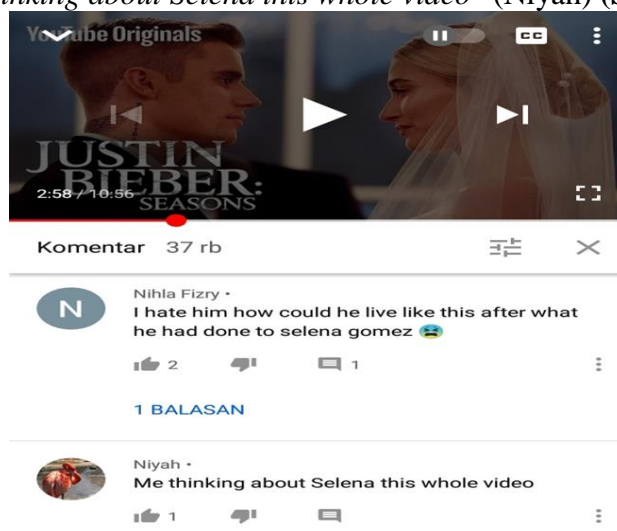 thinking about Selena this whole video" (Niyah) (s
YouTube Originals
CC
JUSTIN
BIEBER:
2:58 / 10:56
SEASONS
Komentar 37 rb
N
Nihla Fizry •
I hate him how could he live like this after what
he had done to selena gomez 😫
2 1
1 BALASAN
Niyah •
Me thinking about Selena this whole video
1